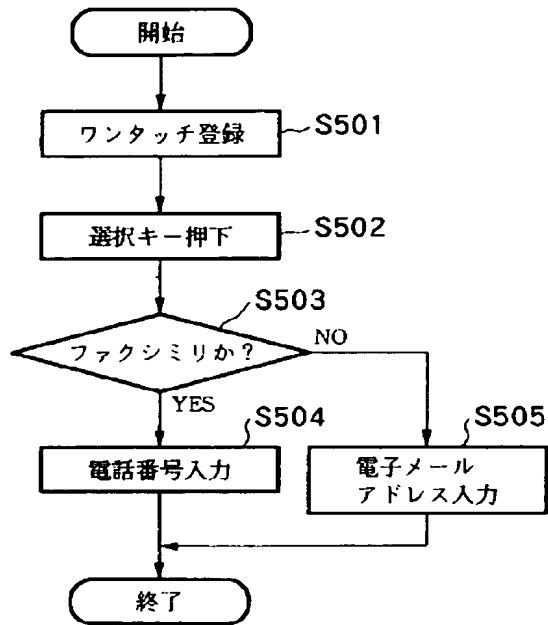 開始
ワンタッチ登録
S501
選択キー押下
S502
S503
ファクシミリか?
NO
YES
S504
電話番号入力
S505
電子メール
アドレス入力
終了